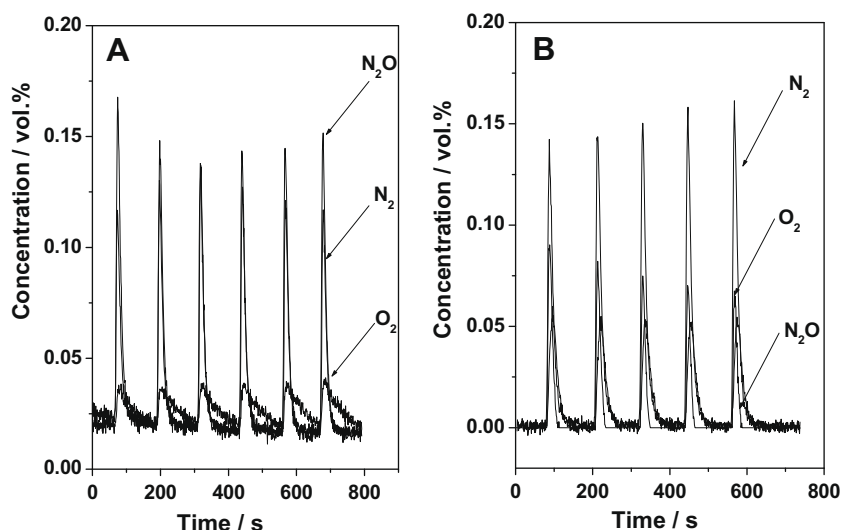 A
0.20
0.15
0.10
0.05
0.00
Concentration / vol.%
N₂O
N₂
O₂
0 200 400 600 800
Time / s
B
0.20
0.15
0.10
0.05
0.00
Concentration / vol.%
N₂
O₂
N₂O
0 200 400 600 800
Time / s